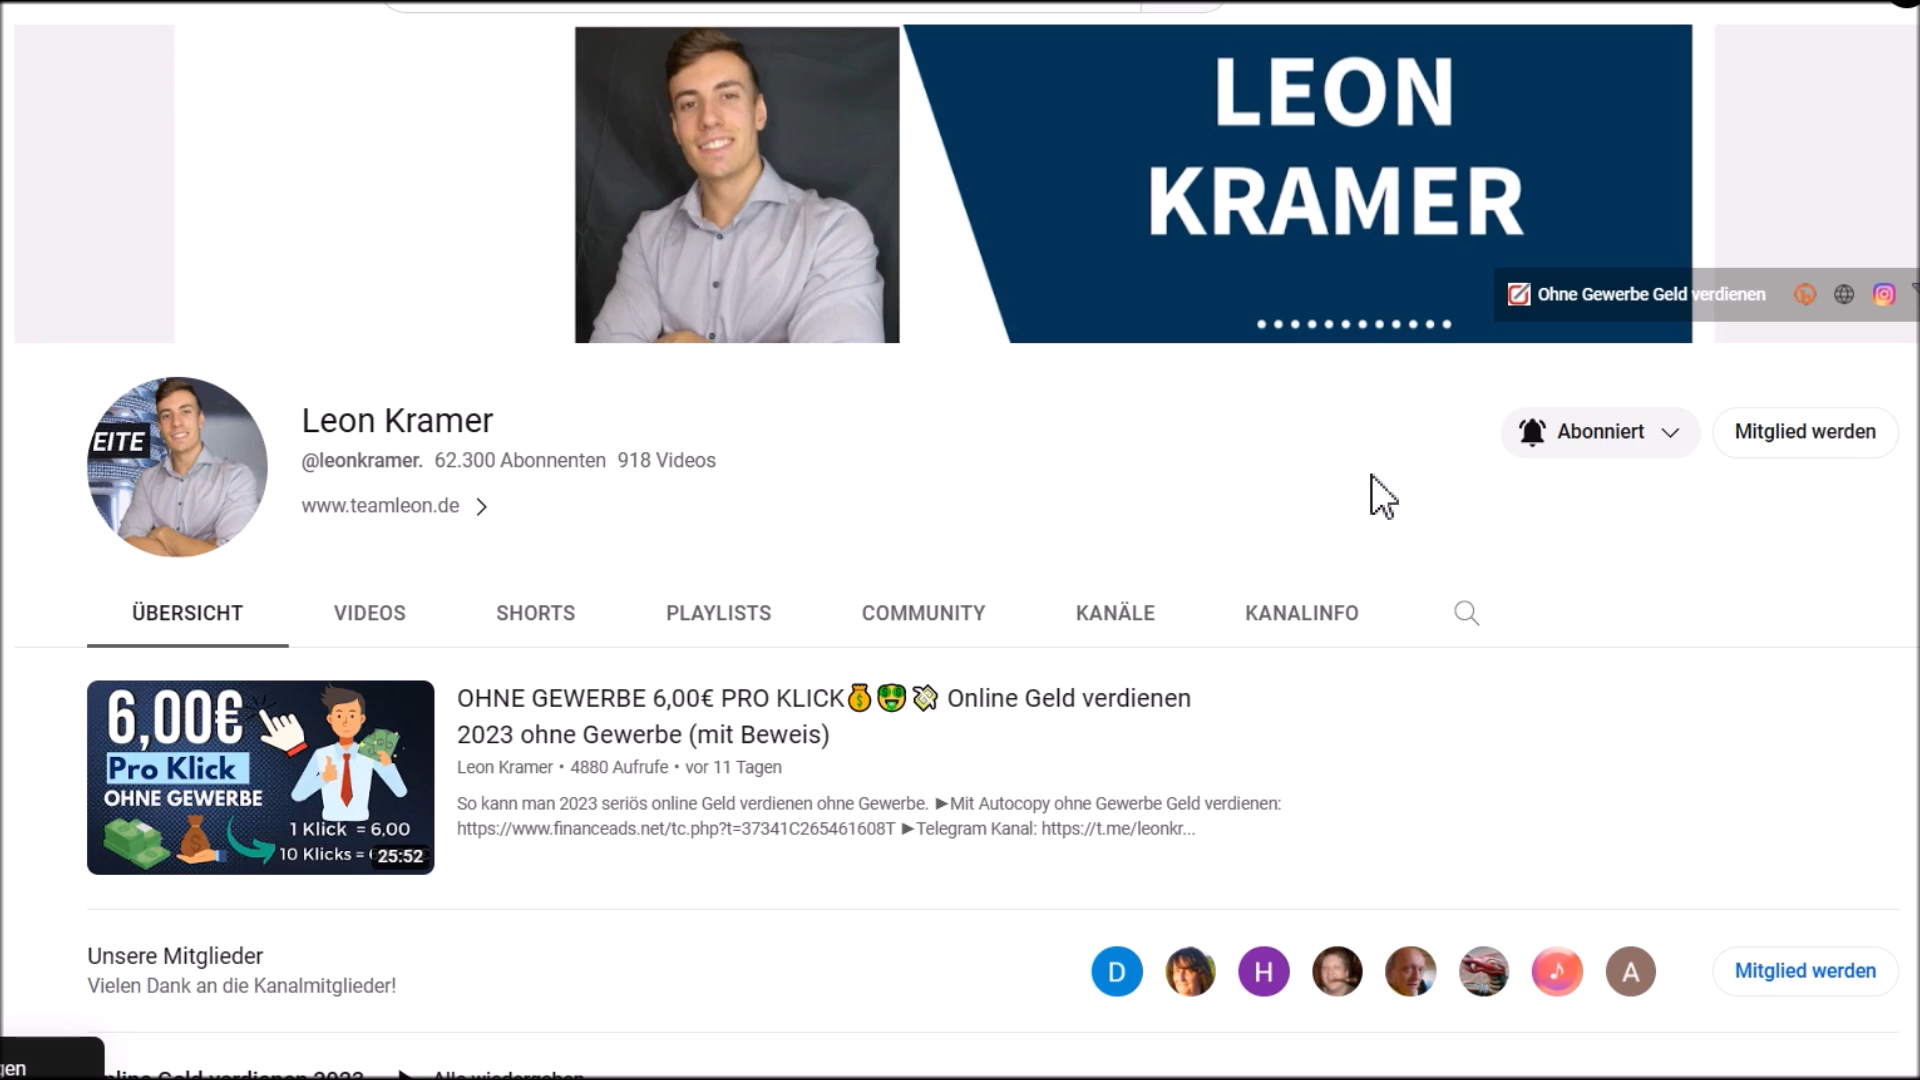 LEON
KRAMER
Ohne Gewerbe Geld verdienen
EITE
Leon Kramer
@leonkramer. 62.300 Abonnenten 918 Videos
www.teamleon.de
Abonniert
Mitglied werden
ÜBERSICHT VIDEOS SHORTS PLAYLISTS COMMUNITY KANÄLE KANALINFO
6,00€
Pro Klick
OHNE GEWERBE
1 Klick = 6,00
10 Klicks =
25:52
OHNE GEWERBE 6,00€ PRO KLICK💰🤑💸 Online Geld verdienen
2023 ohne Gewerbe (mit Beweis)
Leon Kramer • 4880 Aufrufe • vor 11 Tagen
So kann man 2023 seriös online Geld verdienen ohne Gewerbe. ►Mit Autocopy ohne Gewerbe Geld verdienen:
https://www.financeads.net/tc.php?t=37341C265461608T ►Telegram Kanal: https://t.me/leonkr...
Unsere Mitglieder
Vielen Dank an die Kanalmitglieder!
D H A
Mitglied werden
gen
nline Geld verdienen 2023 Alle wiedergeben